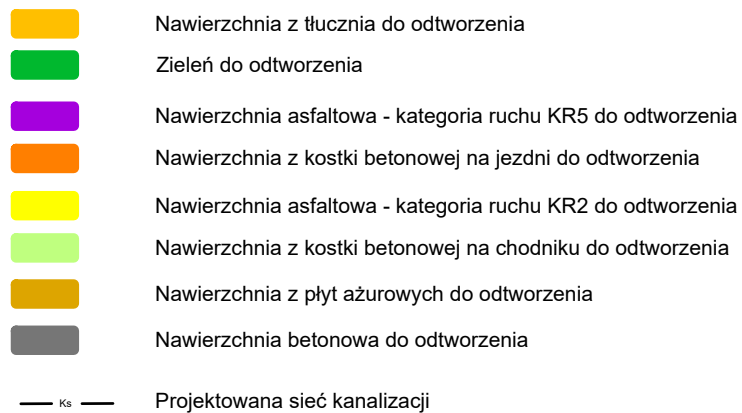 Nawierzchnia z tłucznia do odtworzenia
Zieleń do odtworzenia
Nawierzchnia asfaltowa - kategoria ruchu KR5 do odtworzenia
Nawierzchnia z kostki betonowej na jezdni do odtworzenia
Nawierzchnia asfaltowa - kategoria ruchu KR2 do odtworzenia
Nawierzchnia z kostki betonowej na chodniku do odtworzenia
Nawierzchnia z płyt ażurowych do odtworzenia
Nawierzchnia betonowa do odtworzenia
Ks Projektowana sieć kanalizacji